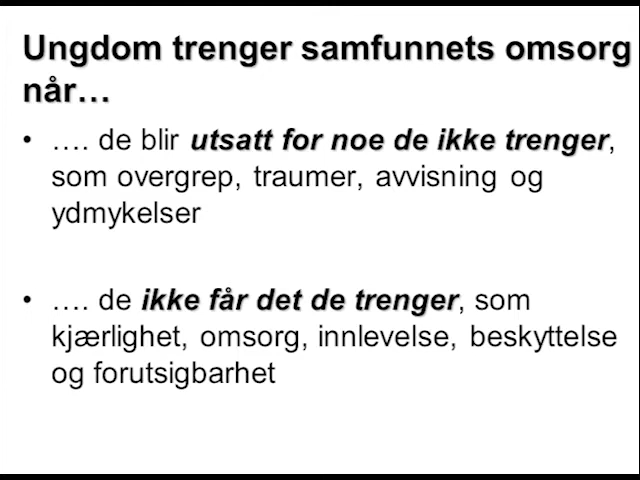 Ungdom trenger samfunnets omsorg
når…
• …. de blir utsatt for noe de ikke trenger,
som overgrep, traumer, avvisning og
ydmykelser
• …. de ikke får det de trenger, som
kjærlighet, omsorg, innlevelse, beskyttelse
og forutsigbarhet